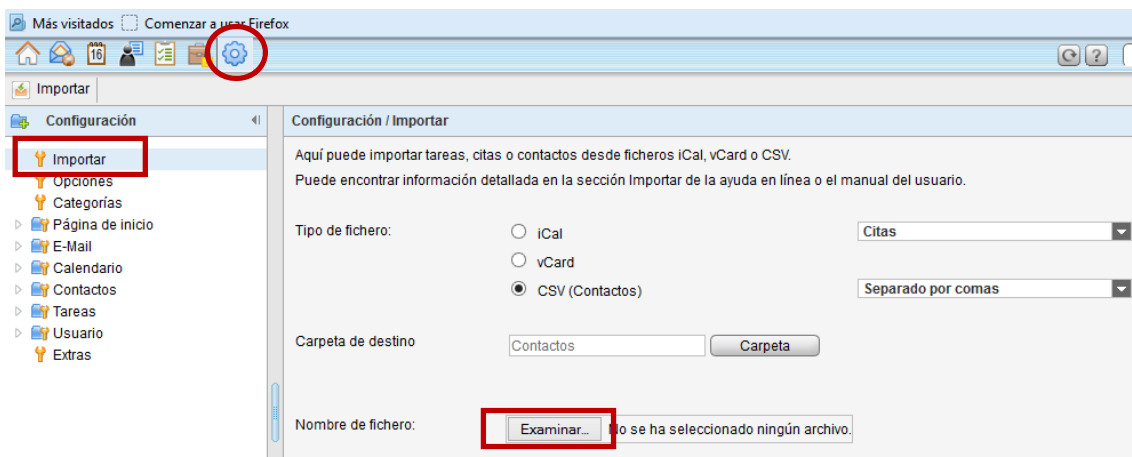 Más visitados Comenzar a usar Firefox
16
?
Importar
Configuración
Configuración / Importar
Importar
Opciones
Categorías
Página de inicio
E-Mail
Calendario
Contactos
Tareas
Usuario
Extras
Aquí puede importar tareas, citas o contactos desde ficheros iCal, vCard o CSV.
Puede encontrar información detallada en la sección Importar de la ayuda en línea o el manual del usuario.
Tipo de fichero:
iCal
Citas
vCard
CSV (Contactos)
Separado por comas
Carpeta de destino
Contactos
Carpeta
Nombre de fichero:
Examinar...
No se ha seleccionado ningún archivo.